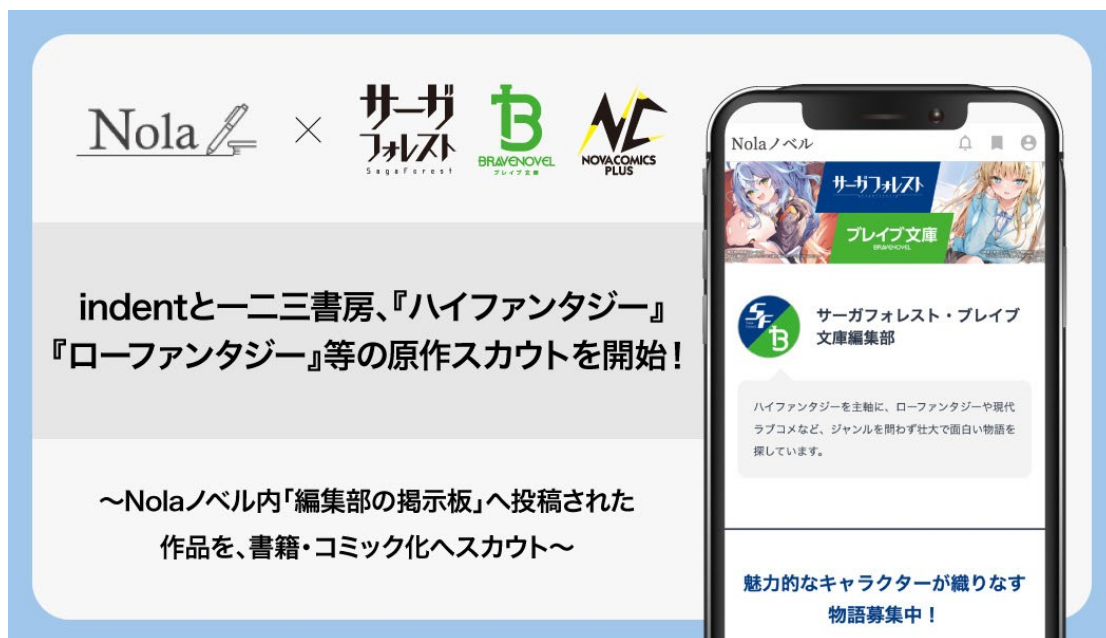 Nola
×
サーガ
フォレスト
SagaForest
BRAVENOVEL
ブレイブ文庫
NC
NOVACOMICS
PLUS
indentと一二三書房、『ハイファンタジー』
『ローファンタジー』等の原作スカウトを開始！
〜Nolaノベル内「編集部の掲示板」へ投稿された
作品を、書籍・コミック化へスカウト〜
Nolaノベル
サーガフォレスト
ブレイブ文庫
BRAVENOVEL
SF
B
サーガフォレスト・ブレイブ
文庫編集部
ハイファンタジーを主軸に、ローファンタジーや現代
ラブコメなど、ジャンルを問わず壮大で面白い物語を
探しています。
魅力的なキャラクターが織りなす
物語募集中！